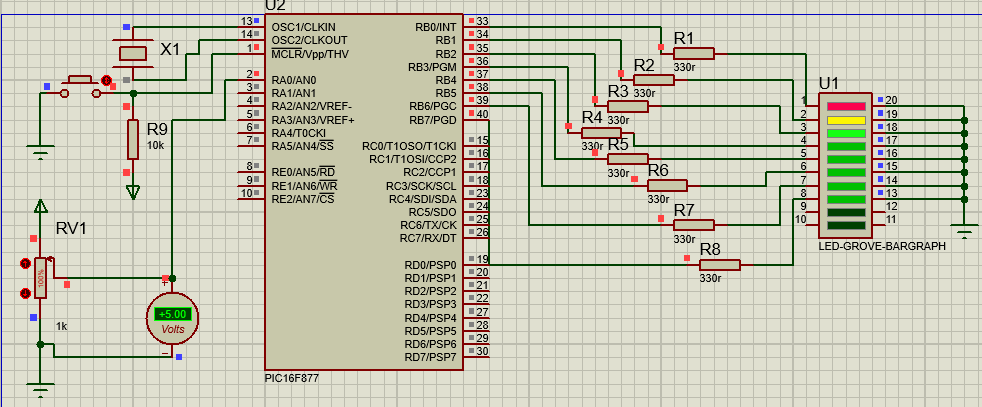 U2
13 OSC1/CLKIN RB0/INT 33
14 OSC2/CLKOUT RB1 34
1 MCLR/Vpp/THV RB2 35
RB3/PGM 36
2 RA0/AN0 RB4 37
3 RA1/AN1 RB5 38
4 RA2/AN2/VREF- RB6/PGC 39
5 RA3/AN3/VREF+ RB7/PGD 40
6 RA4/T0CKI
7 RA5/AN4/SS RC0/T1OSO/T1CKI 15
RC1/T1OSI/CCP2 16
8 RE0/AN5/RD RC2/CCP1 17
9 RE1/AN6/WR RC3/SCK/SCL 18
10 RE2/AN7/CS RC4/SDI/SDA 23
RC5/SDO 24
RC6/TX/CK 25
RC7/RX/DT 26
RD0/PSP0 19
RD1/PSP1 20
RD2/PSP2 21
RD3/PSP3 22
RD4/PSP4 27
RD5/PSP5 28
RD6/PSP6 29
RD7/PSP7 30
PIC16F877
X1
R9
10k
RV1
100%
1k
+5.00
Volts
R1
330r
R2
330r
R3
330r
R4
330r
R5
330r
R6
330r
R7
330r
R8
330r
U1
1 20
2 19
3 18
4 17
5 16
6 15
7 14
8 13
9 12
10 11
LED-GROVE-BARGRAPH